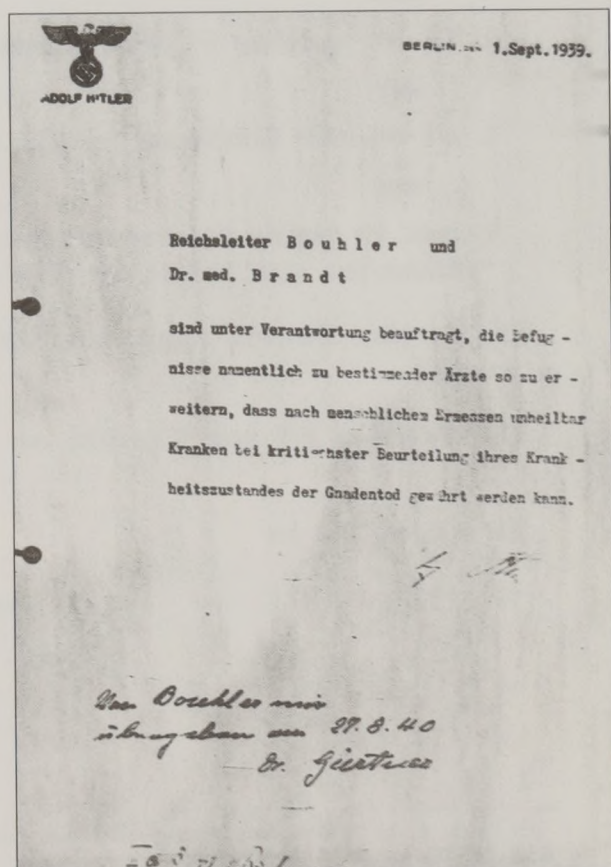 ADOLF HITLER
BERLIN, 1.Sept.1939.
Reichsleiter B o u h l e r und
Dr. med. B r a n d t
sind unter Verantwortung beauftragt, die Befug -
nisse namentlich zu bestimmender Ärzte so zu er -
weitern, dass nach menschlichem Ermessen unheilbar
Kranken bei kritischster Beurteilung ihres Krank -
heitszustandes der Gnadentod gewährt werden kann.
Von Bouhler mir
übergeben am 27.8.40
Dr. Gürtner